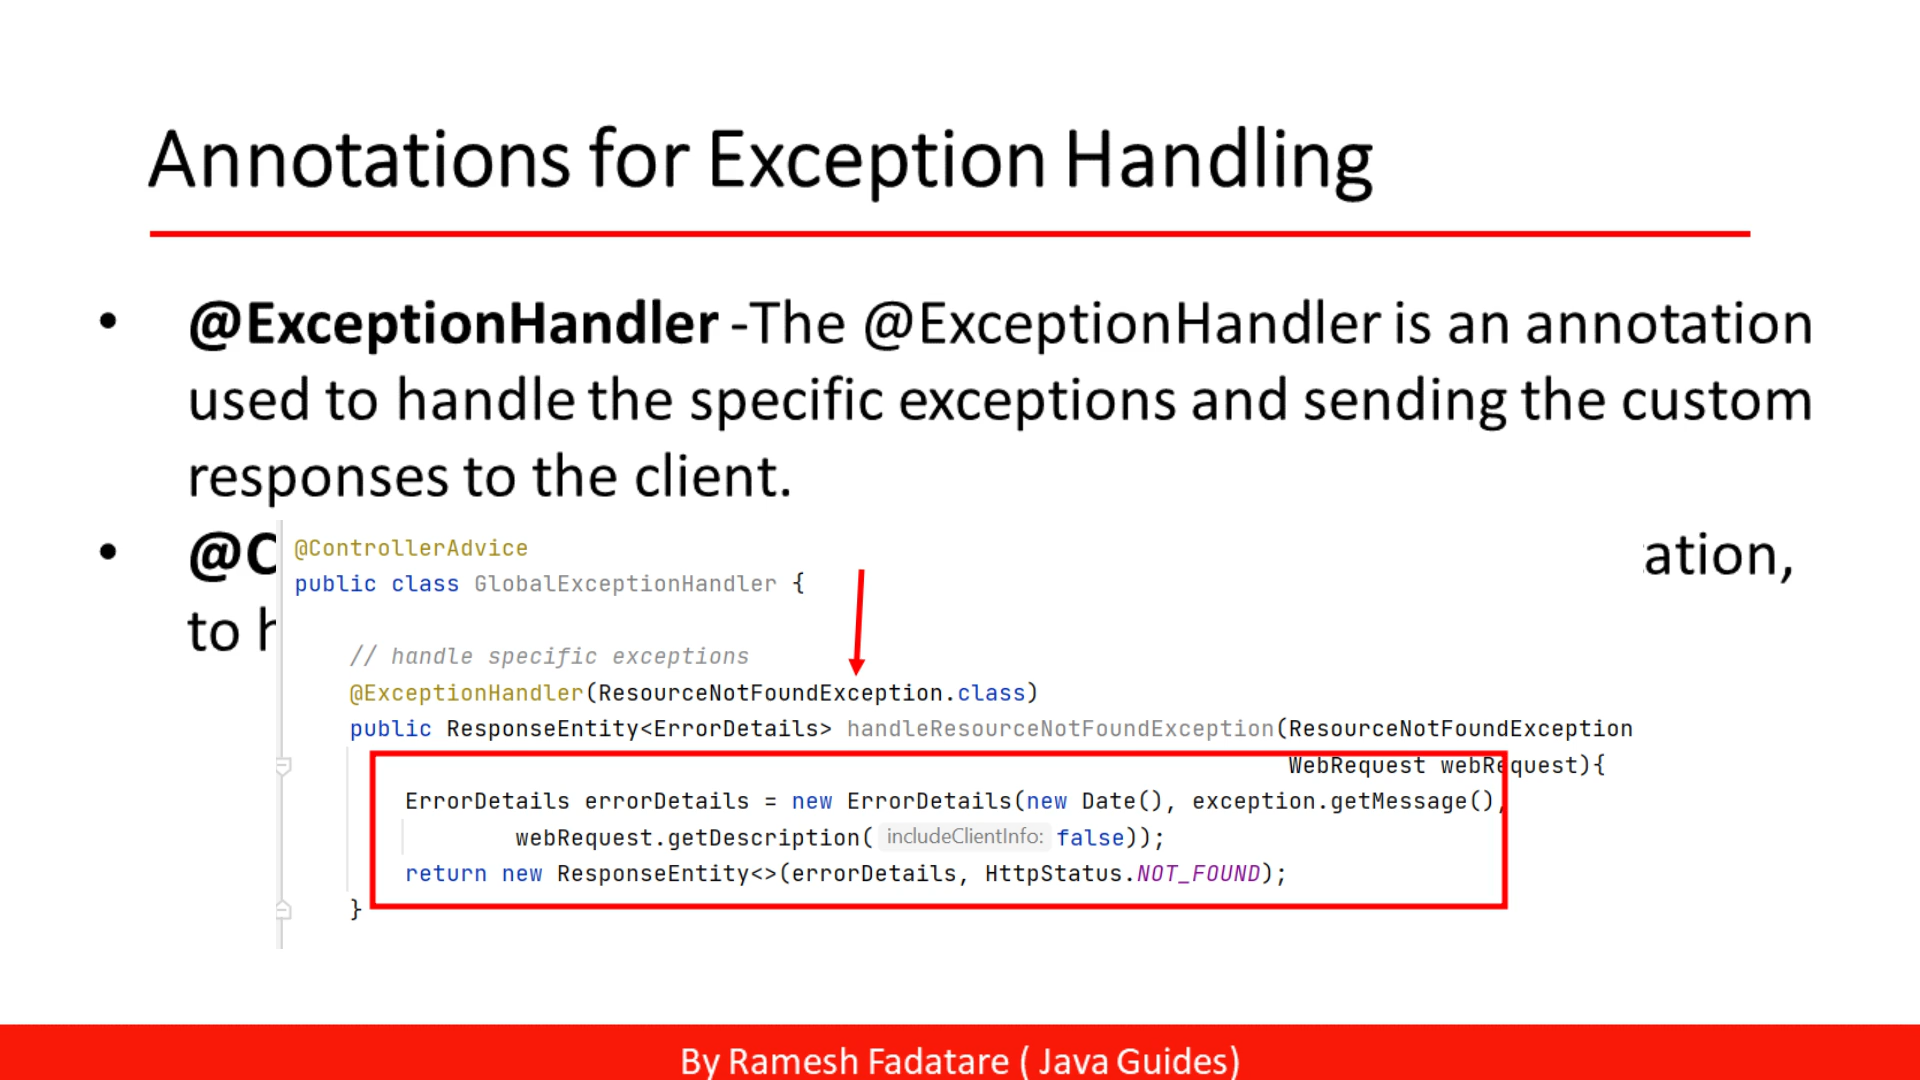 Annotations for Exception Handling
• @ExceptionHandler -The @ExceptionHandler is an annotation
used to handle the specific exceptions and sending the custom
responses to the client.
• @C ation,
to h
@ControllerAdvice
public class GlobalExceptionHandler {
// handle specific exceptions
@ExceptionHandler(ResourceNotFoundException.class)
public ResponseEntity<ErrorDetails> handleResourceNotFoundException(ResourceNotFoundException
WebRequest webRequest){
ErrorDetails errorDetails = new ErrorDetails(new Date(), exception.getMessage(),
webRequest.getDescription( includeClientInfo: false));
return new ResponseEntity<>(errorDetails, HttpStatus.NOT_FOUND);
}
By Ramesh Fadatare ( Java Guides)